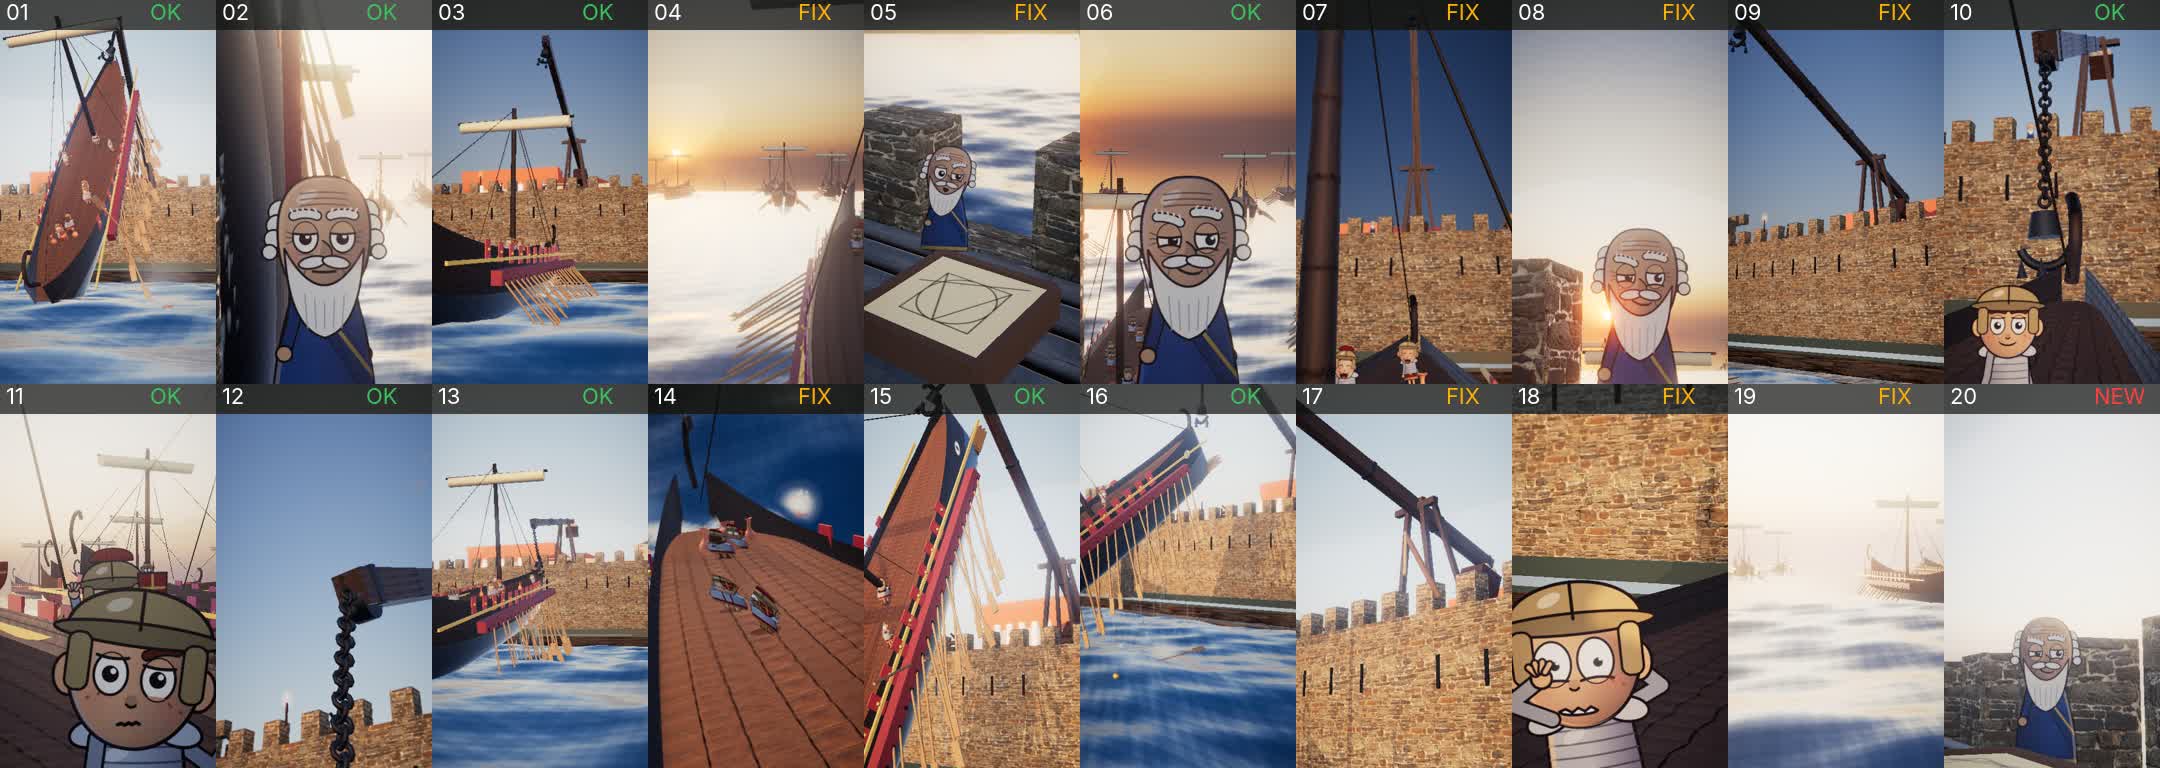 01 OK
02 OK
03 OK
04 FIX
05 FIX
06 OK
07 FIX
08 FIX
09 FIX
10 OK
11 OK
12 OK
13 OK
14 FIX
15 OK
16 OK
17 FIX
18 FIX
19 FIX
20 NEW